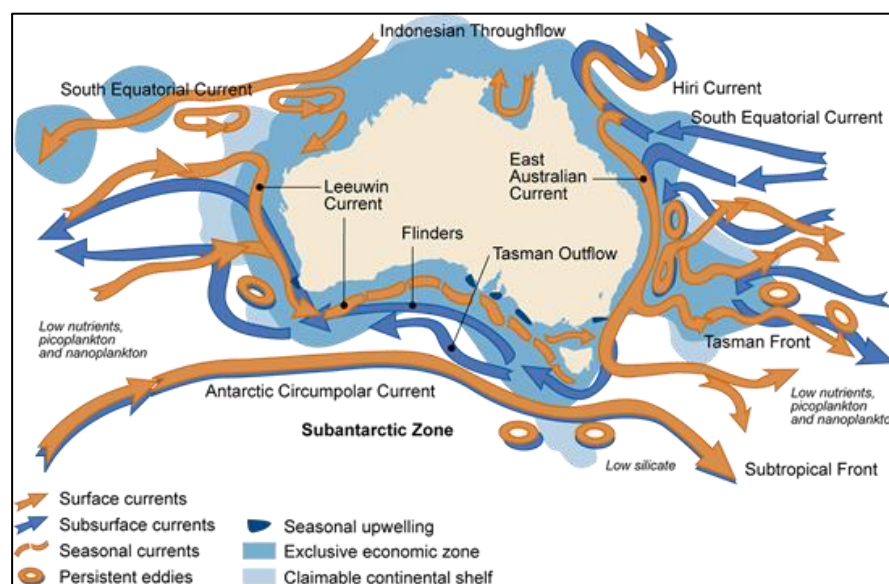 Indonesian Throughflow
South Equatorial Current
Hiri Current
South Equatorial Current
East
Australian
Current
Leeuwin
Current
Flinders
Tasman Outflow
Low nutrients,
picoplankton
and nanoplankton
Tasman Front
Antarctic Circumpolar Current
Low nutrients,
picoplankton
and nanoplankto
Subantarctic Zone
Low silicate
Subtropical Front
Surface currents
Subsurface currents
Seasonal currents
Persistent eddies
Seasonal upwelling
Exclusive economic zone
Claimable continental shelf